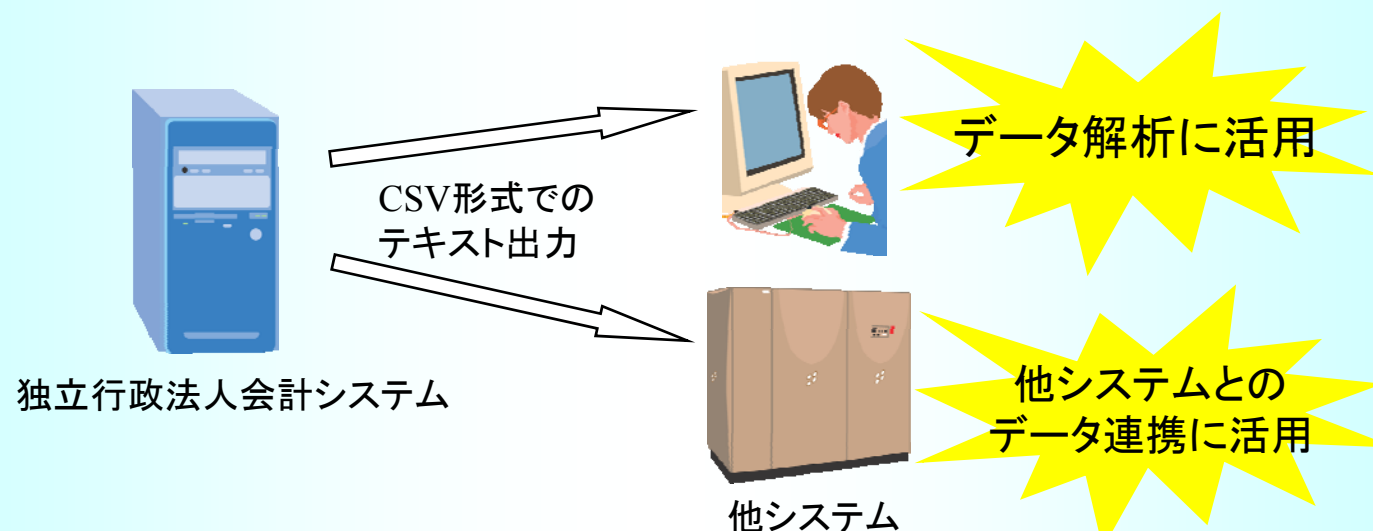 データ解析に活用
CSV形式での
テキスト出力
独立行政法人会計システム
他システムとの
データ連携に活用
他システム